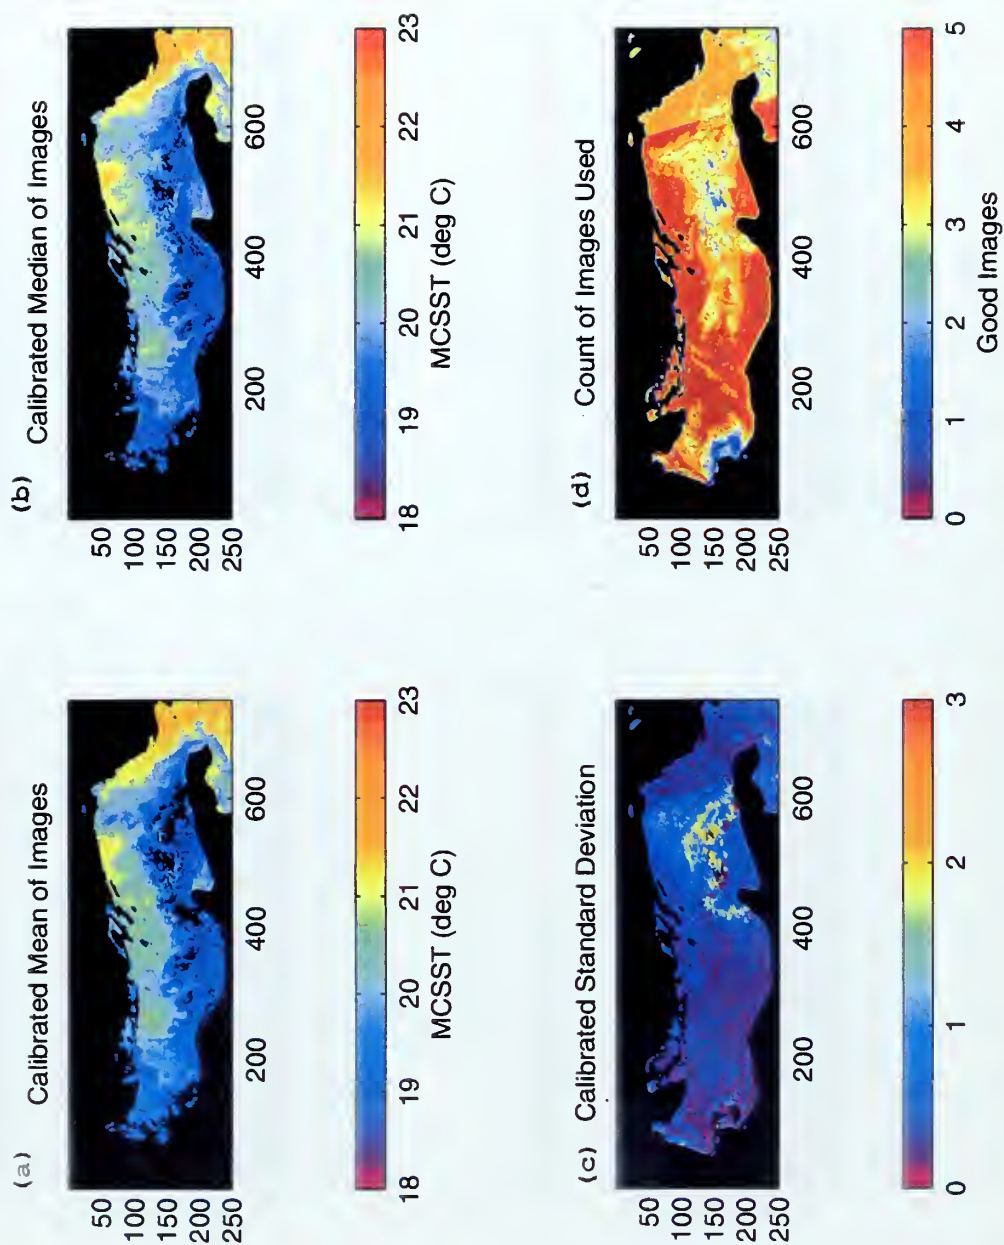 (a) Calibrated Mean of Images
50
100
150
200
250
200 400 600
18 19 20 21 22 23
MCSST (deg C)
(b) Calibrated Median of Images
50
100
150
200
250
200 400 600
18 19 20 21 22 23
MCSST (deg C)
(c) Calibrated Standard Deviation
50
100
150
200
250
200 400 600
0 1 2 3
(d) Count of Images Used
50
100
150
200
250
200 400 600
0 1 2 3 4 5
Good Images